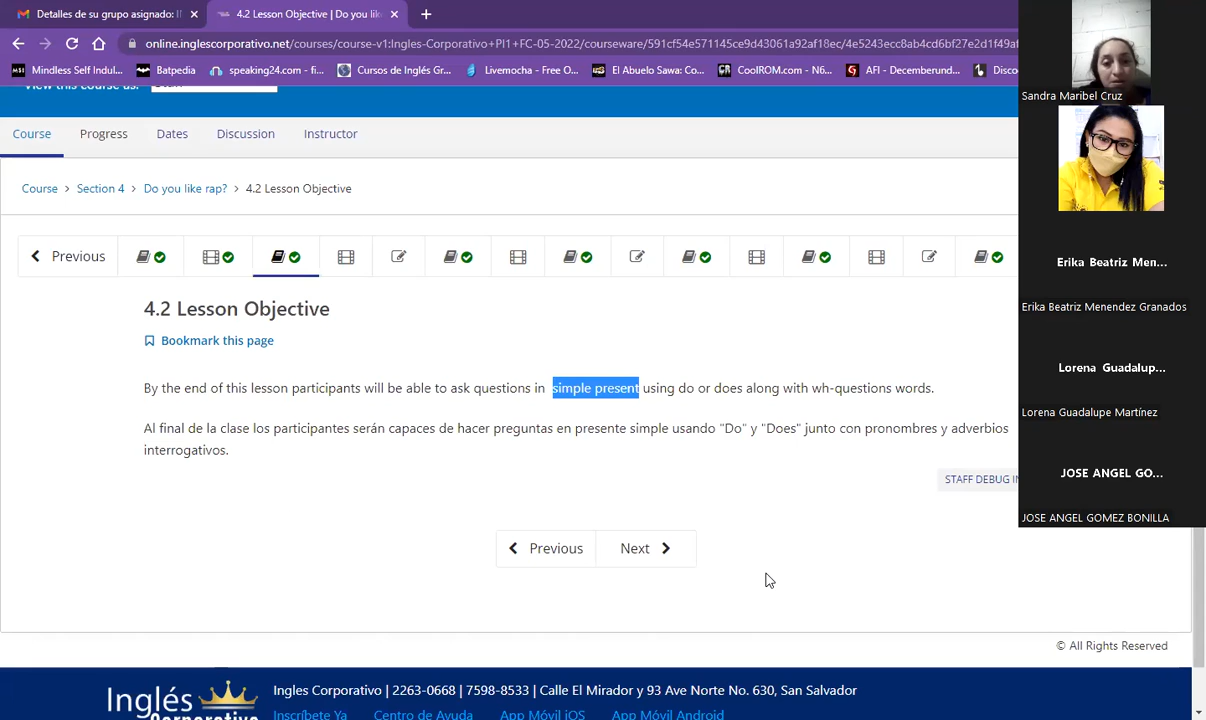 Detalles de su grupo asignado: I
4.2 Lesson Objective | Do you lik
online.inglescorporativo.net/courses/course-v1:Ingles-Corporativo+PI1+FC-05-2022/courseware/591cf54e571145ce9d43061a92af18ec/4e5243ecc8ab4cd6bf27e2d1f49af
Mindless Self Indul...
Batpedia
speaking24.com - fi...
Cursos de Inglés Gr...
Livemocha - Free O...
El Abuelo Sawa: Co...
CoolROM.com - N6...
AFI - Decemberund...
Disco
View this course as:
Course Progress Dates Discussion Instructor
Course > Section 4 > Do you like rap? > 4.2 Lesson Objective
Previous
4.2 Lesson Objective
Bookmark this page
By the end of this lesson participants will be able to ask questions in simple present using do or does along with wh-questions words.
Al final de la clase los participantes serán capaces de hacer preguntas en presente simple usando "Do" y "Does" junto con pronombres y adverbios
interrogativos.
STAFF DEBUG IN
Previous Next
© All Rights Reserved
Inglés
Corporativo
Ingles Corporativo | 2263-0668 | 7598-8533 | Calle El Mirador y 93 Ave Norte No. 630, San Salvador
Inscríbete Ya Centro de Ayuda App Móvil iOS App Móvil Android
Sandra Maribel Cruz
Erika Beatriz Men...
Erika Beatriz Menendez Granados
Lorena Guadalup...
Lorena Guadalupe Martínez
JOSE ANGEL GO...
JOSE ANGEL GOMEZ BONILLA